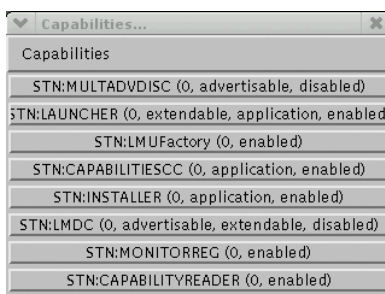 Capabilities...
Capabilities
STN:MULTADVDISC (0, advertisable, disabled)
STN:LAUNCHER (0, extendable, application, enabled
STN:LMUFactory (0, enabled)
STN:CAPABILITIESCC (0, application, enabled)
STN:INSTALLER (0, application, enabled)
STN:LMDC (0, advertisable, extendable, disabled)
STN:MONITORREG (0, enabled)
STN:CAPABILITYREADER (0, enabled)